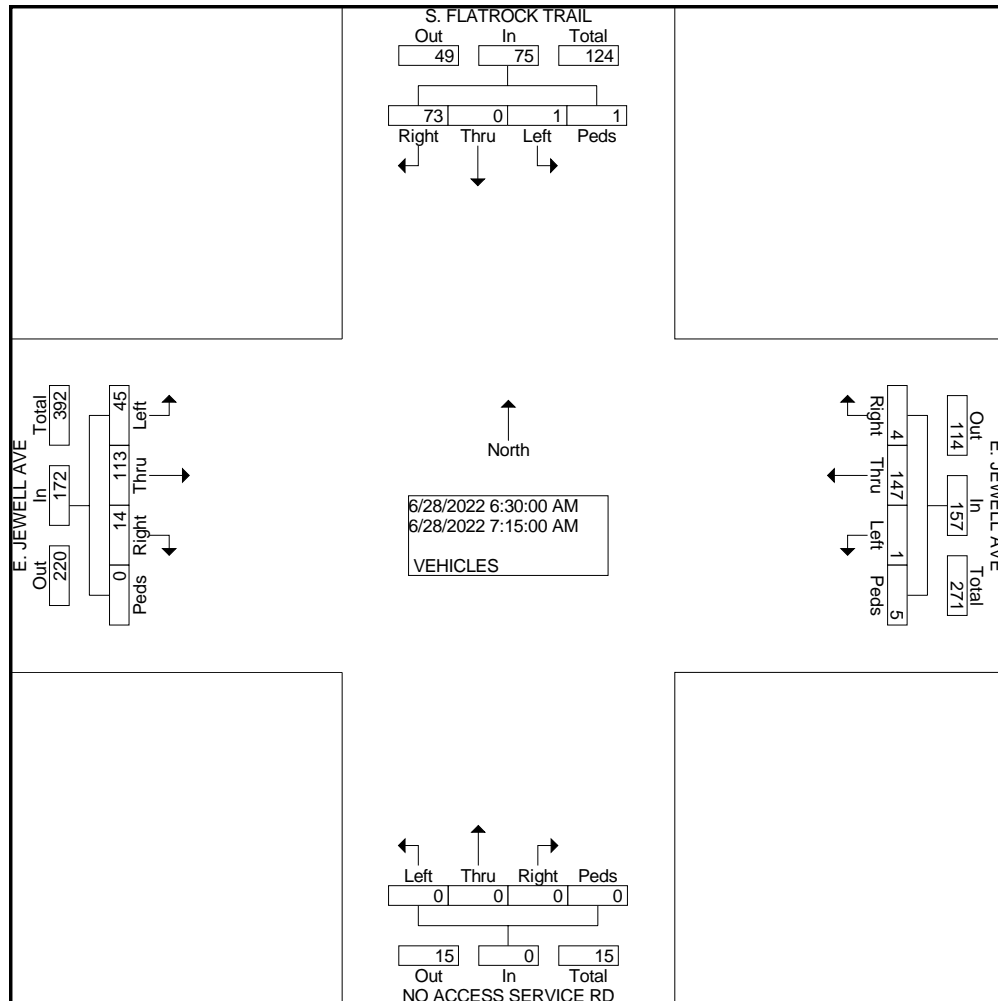 S. FLATROCK TRAIL
Out In Total
49 75 124
73 0 1 1
Right Thru Left Peds
E. JEWELL AVE
Total In Out
392 172 220
45 113 14 0
Left Thru Right Peds
North
6/28/2022 6:30:00 AM
6/28/2022 7:15:00 AM
VEHICLES
E. JEWELL AVE
Out In Total
114 157 271
4 147 1 5
Right Thru Left Peds
Left Thru Right Peds
0 0 0 0
15 0 15
Out In Total
NO ACCESS SERVICE RD